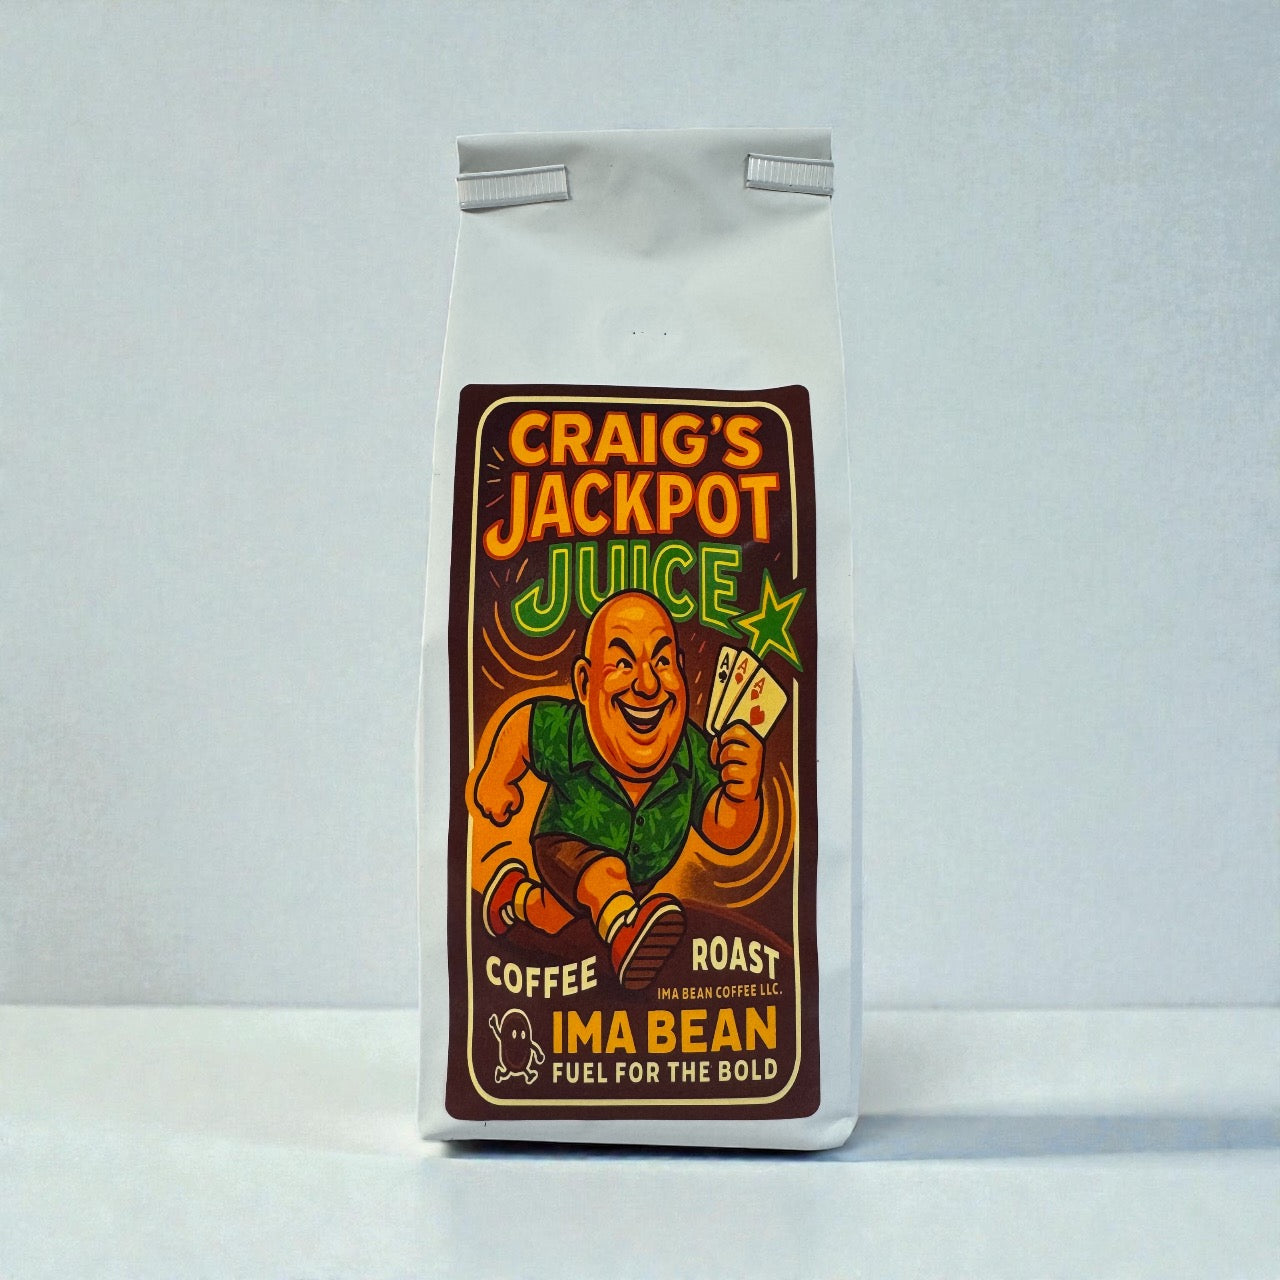 CRAIG'S
JACKPOT
JUICE
A
A
A
COFFEE
ROAST
IMA BEAN COFFEE LLC.
IMA BEAN
FUEL FOR THE BOLD